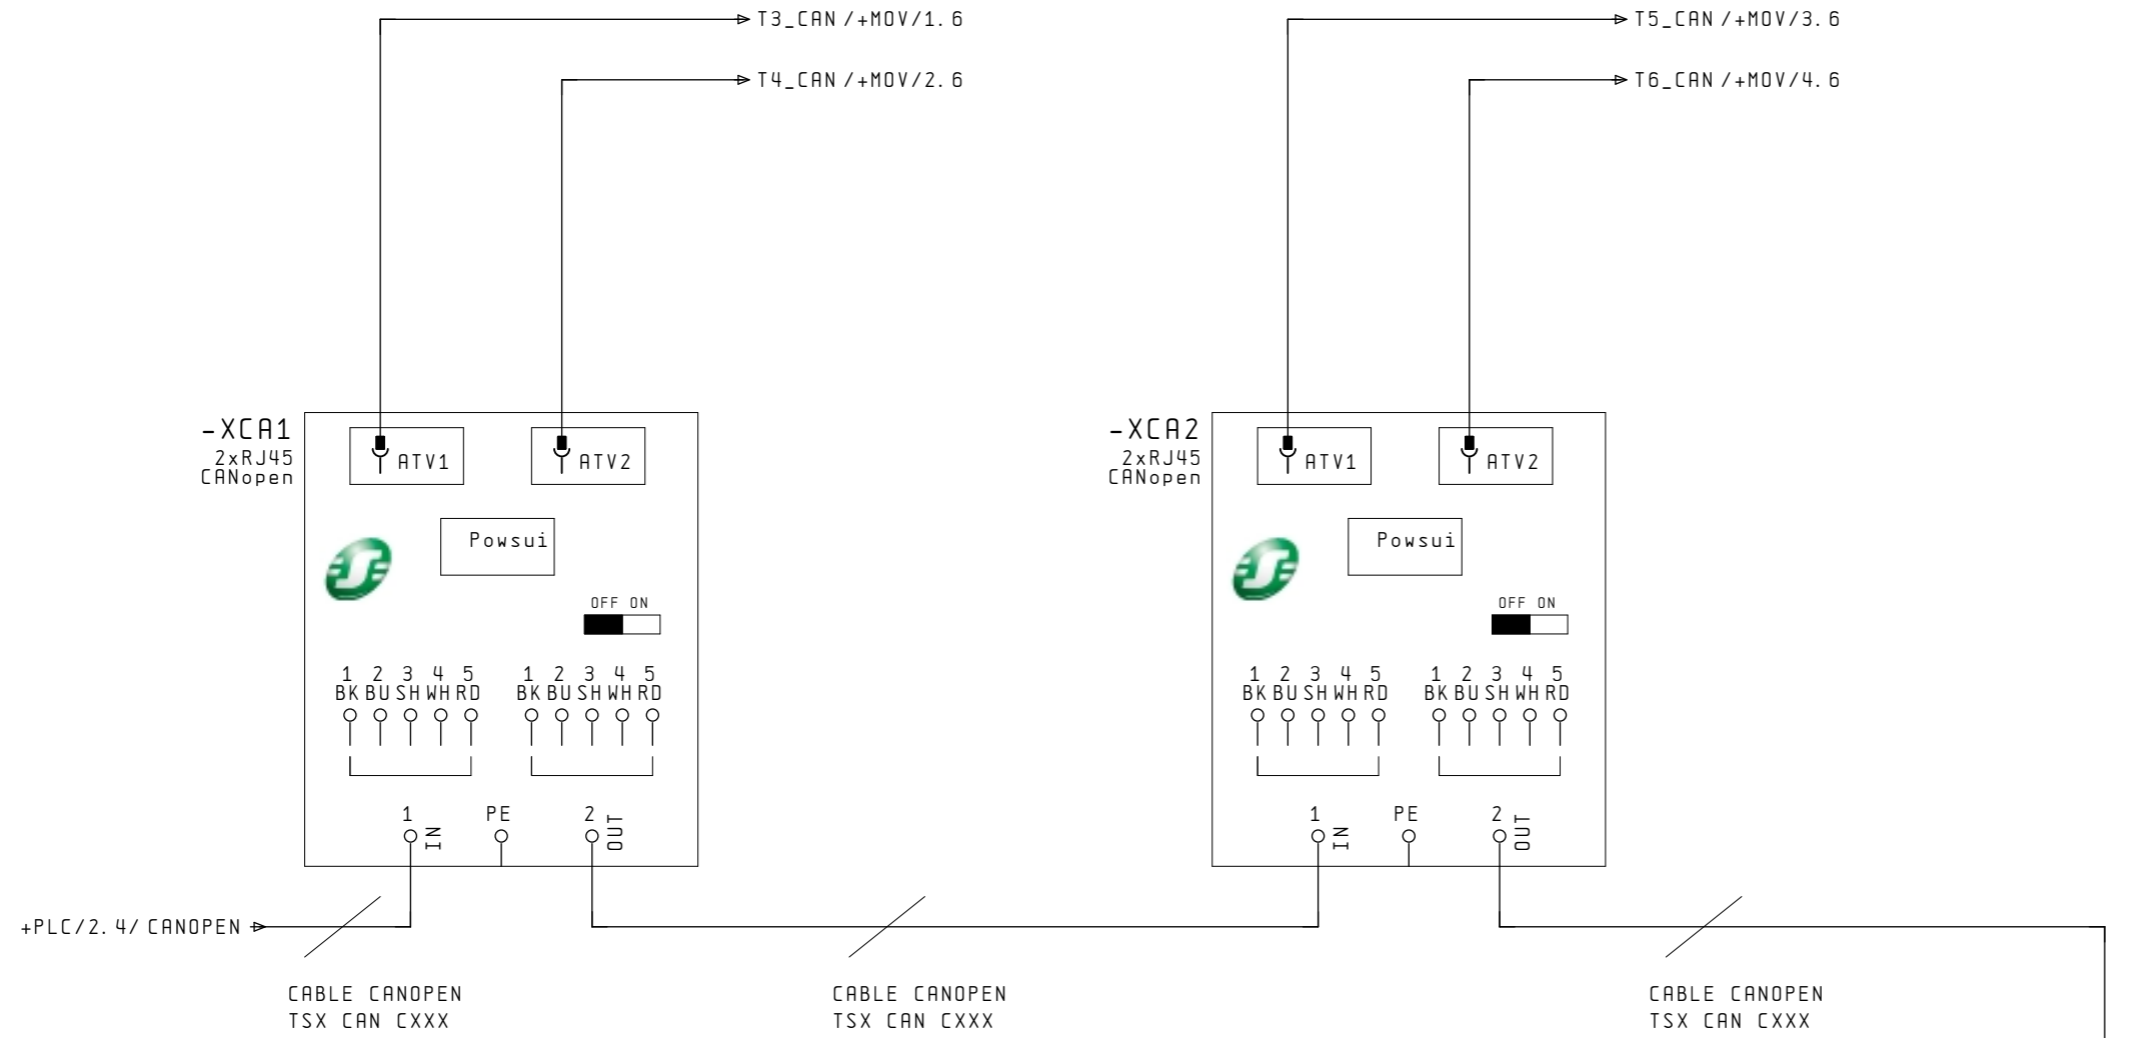 T3_CAN /+MOV/1.6
T5_CAN /+MOV/3.6
T4_CAN /+MOV/2.6
T6_CAN /+MOV/4.6
-XCA1
2xRJ45
CANopen
ATV1
ATV2
Powsui
OFF ON
1 2 3 4 5
BK BU SH WH RD
1 2 3 4 5
BK BU SH WH RD
1
IN
PE
2
OUT
-XCA2
2xRJ45
CANopen
ATV1
ATV2
Powsui
OFF ON
1 2 3 4 5
BK BU SH WH RD
1 2 3 4 5
BK BU SH WH RD
1
IN
PE
2
OUT
+PLC/2.4/ CANOPEN
CABLE CANOPEN
TSX CAN CXXX
CABLE CANOPEN
TSX CAN CXXX
CABLE CANOPEN
TSX CAN CXXX